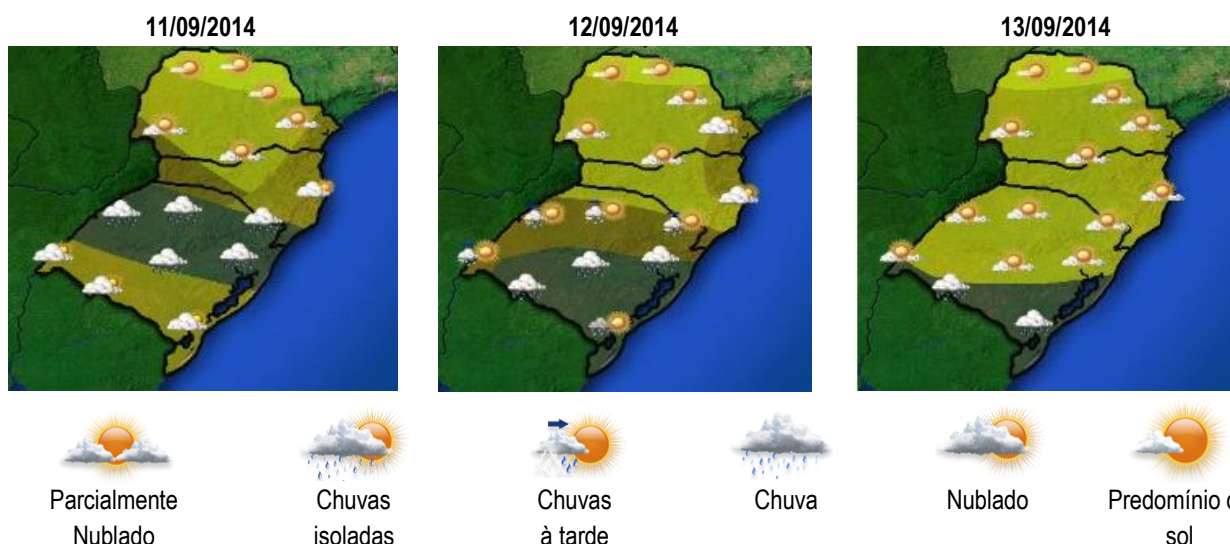 11/09/2014
12/09/2014
13/09/2014
Parcialmente
Nublado
Chuvas
isoladas
Chuvas
à tarde
Chuva
Nublado
Predomínio
sol